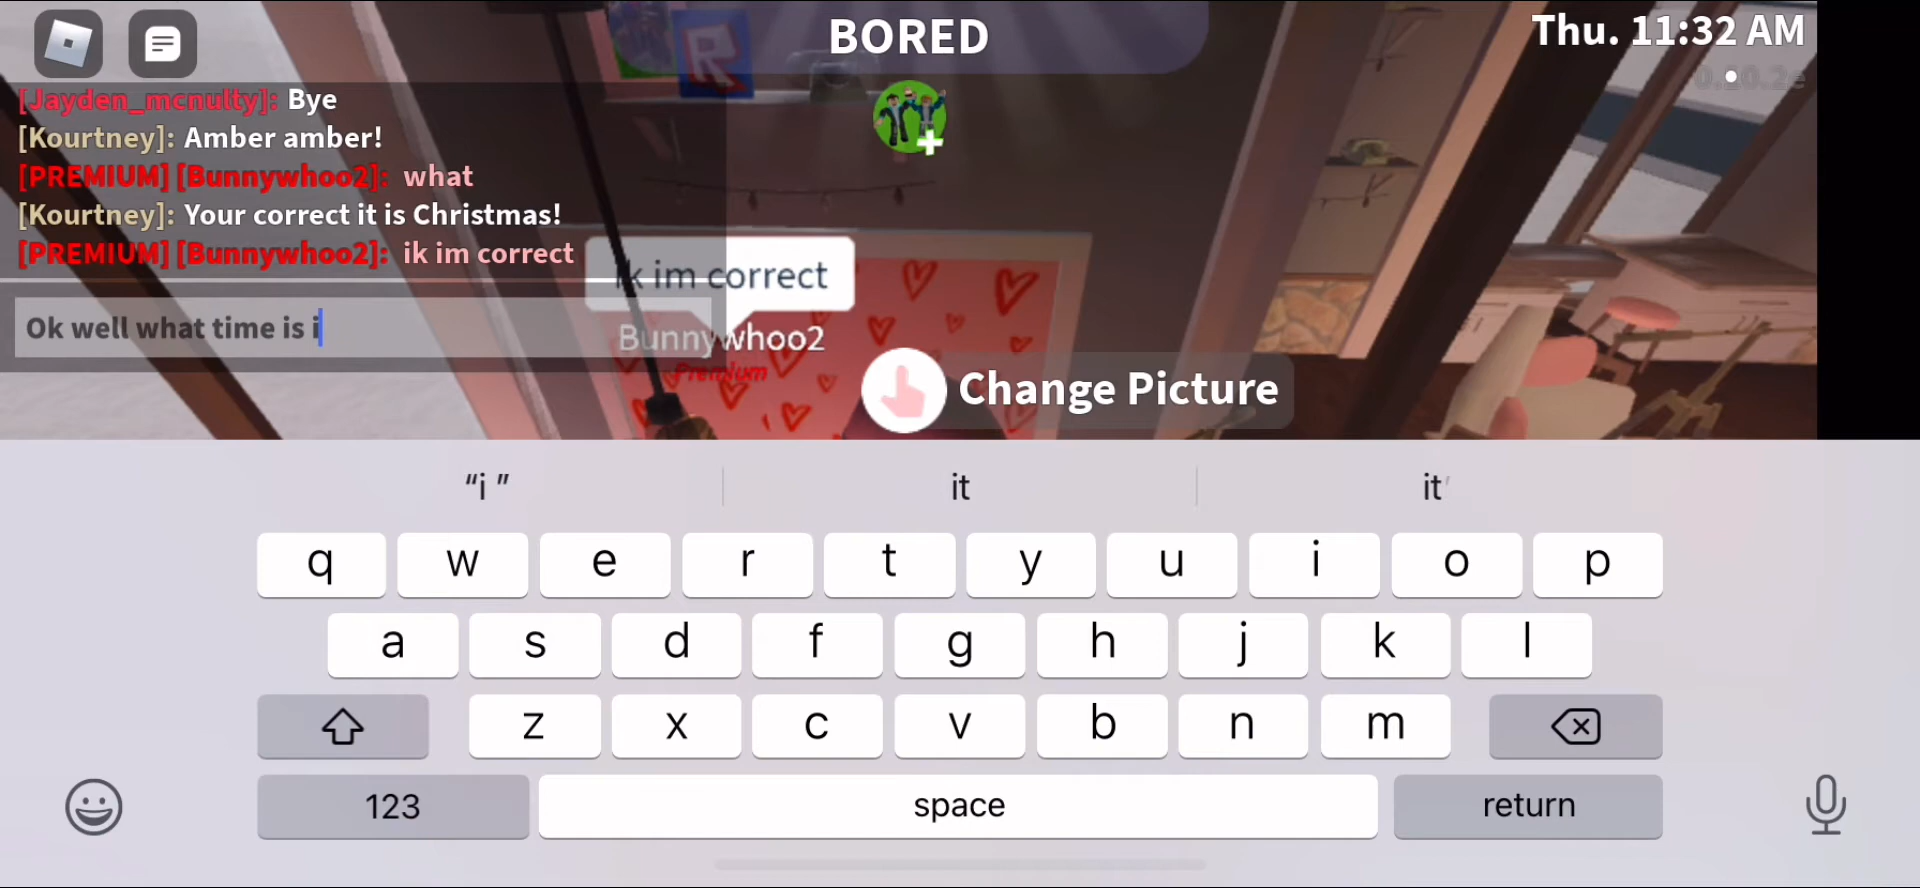 BORED
Thu. 11:32 AM
[Jayden_mcnulty]: Bye
[Kourtney]: Amber amber!
[PREMIUM] [Bunnywhoo2]: what
[Kourtney]: Your correct it is Christmas!
[PREMIUM] [Bunnywhoo2]: ik im correct
ik im correct
Ok well what time is i
Bunnywhoo2
Premium
Change Picture
“i ”
it
it'
q w e r t y u i o p
a s d f g h j k l
z x c v b n m
123
space
return